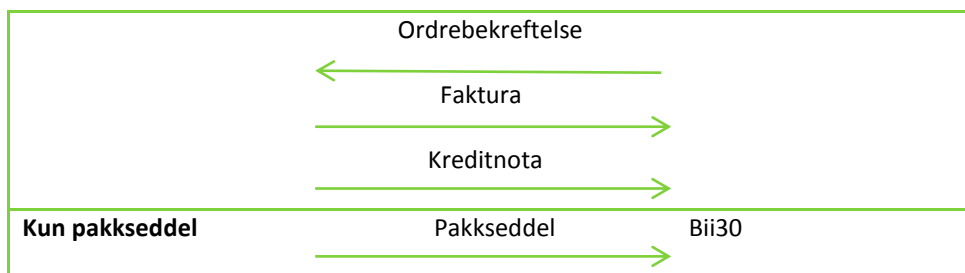 Ordrebekreftelse
Faktura
Kreditnota
Kun pakkseddel Pakkseddel Bii30